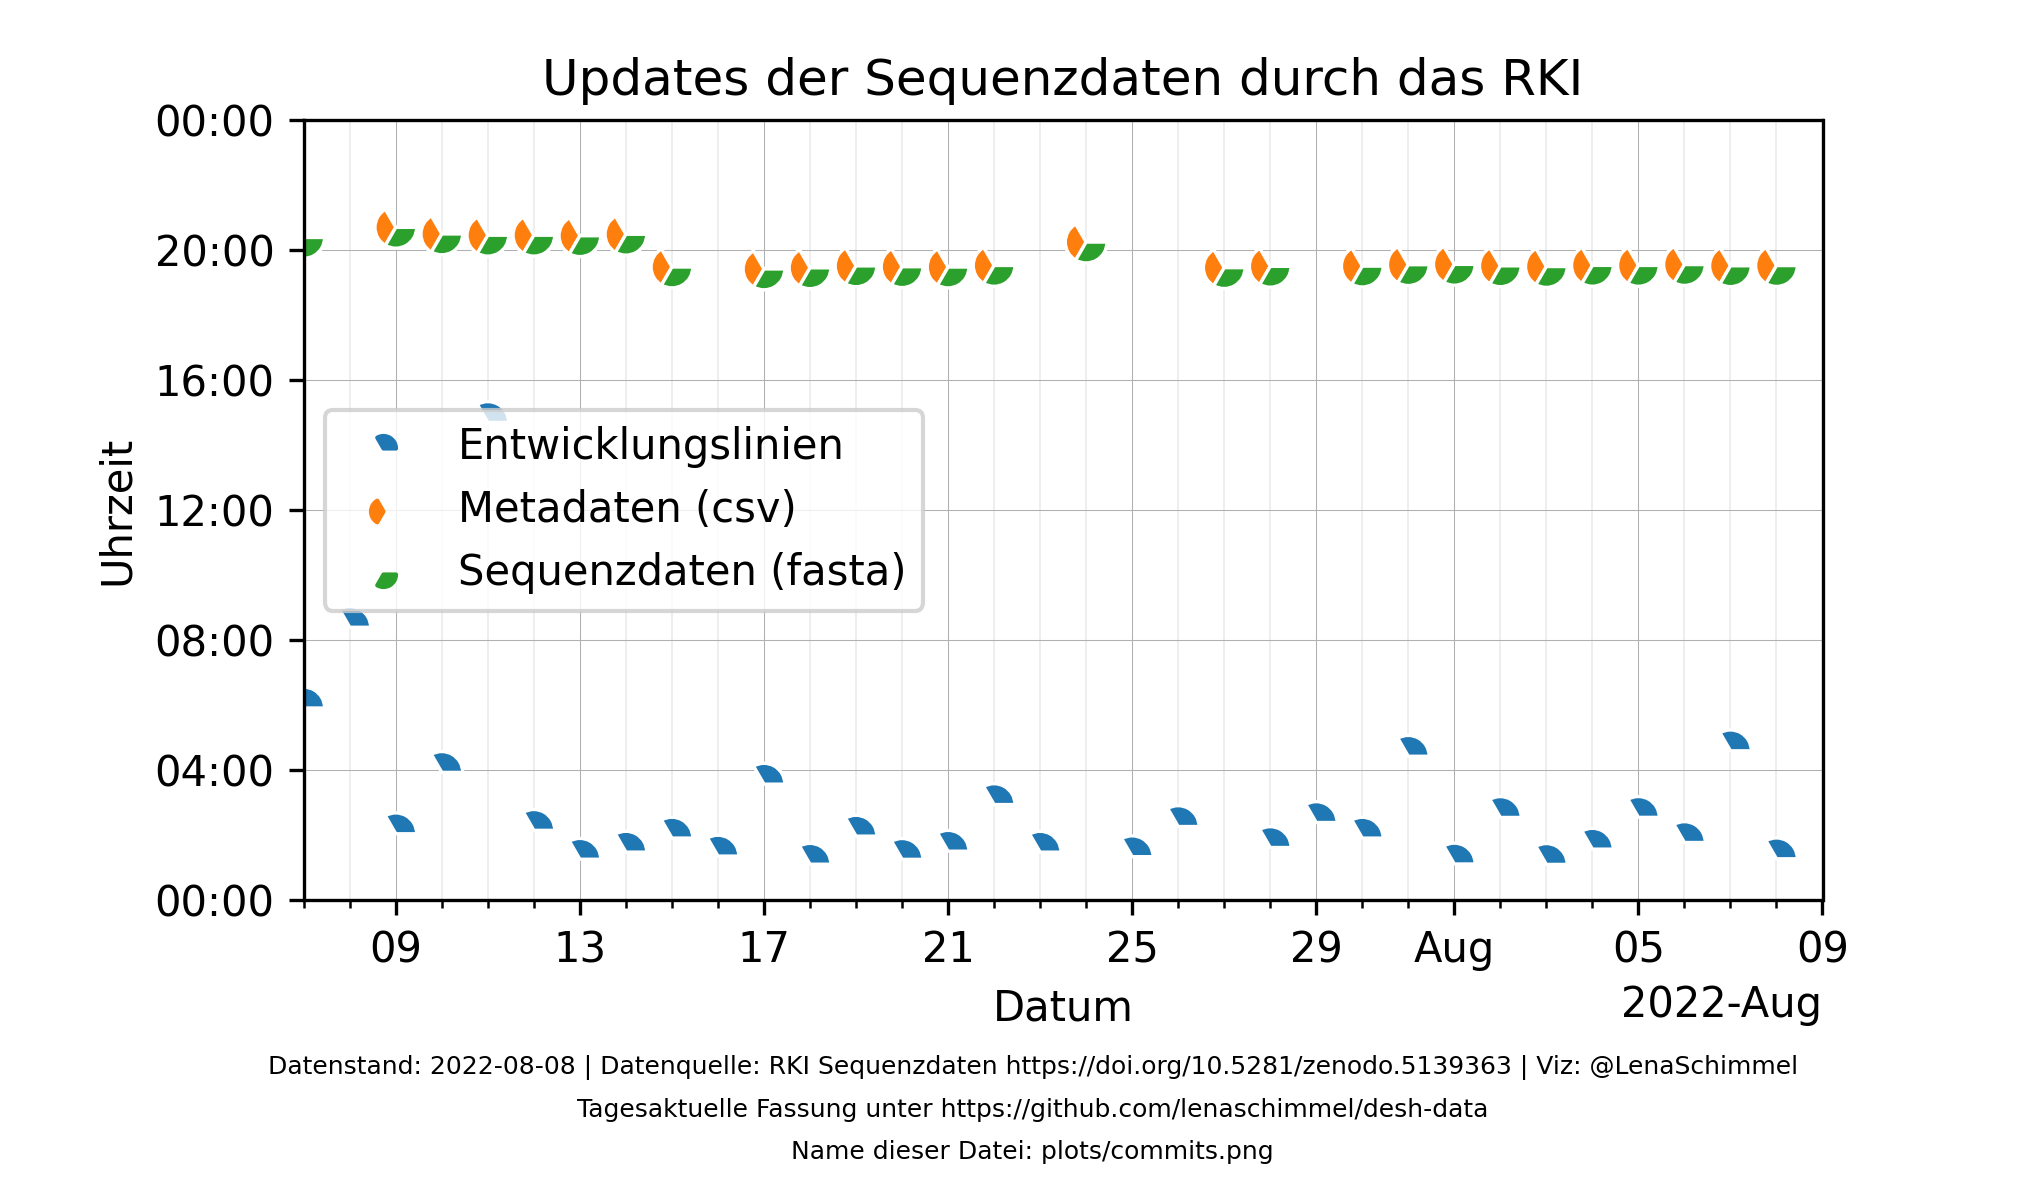 Updates der Sequenzdaten durch das RKI
00:00
20:00
16:00
12:00
08:00
04:00
00:00
Uhrzeit
Entwicklungslinien
Metadaten (csv)
Sequenzdaten (fasta)
09 13 17 21 25 29 Aug 05 09
Datum
2022-Aug
Datenstand: 2022-08-08 | Datenquelle: RKI Sequenzdaten https://doi.org/10.5281/zenodo.5139363 | Viz: @LenaSchimmel
Tagesaktuelle Fassung unter https://github.com/lenaschimmel/desh-data
Name dieser Datei: plots/commits.png